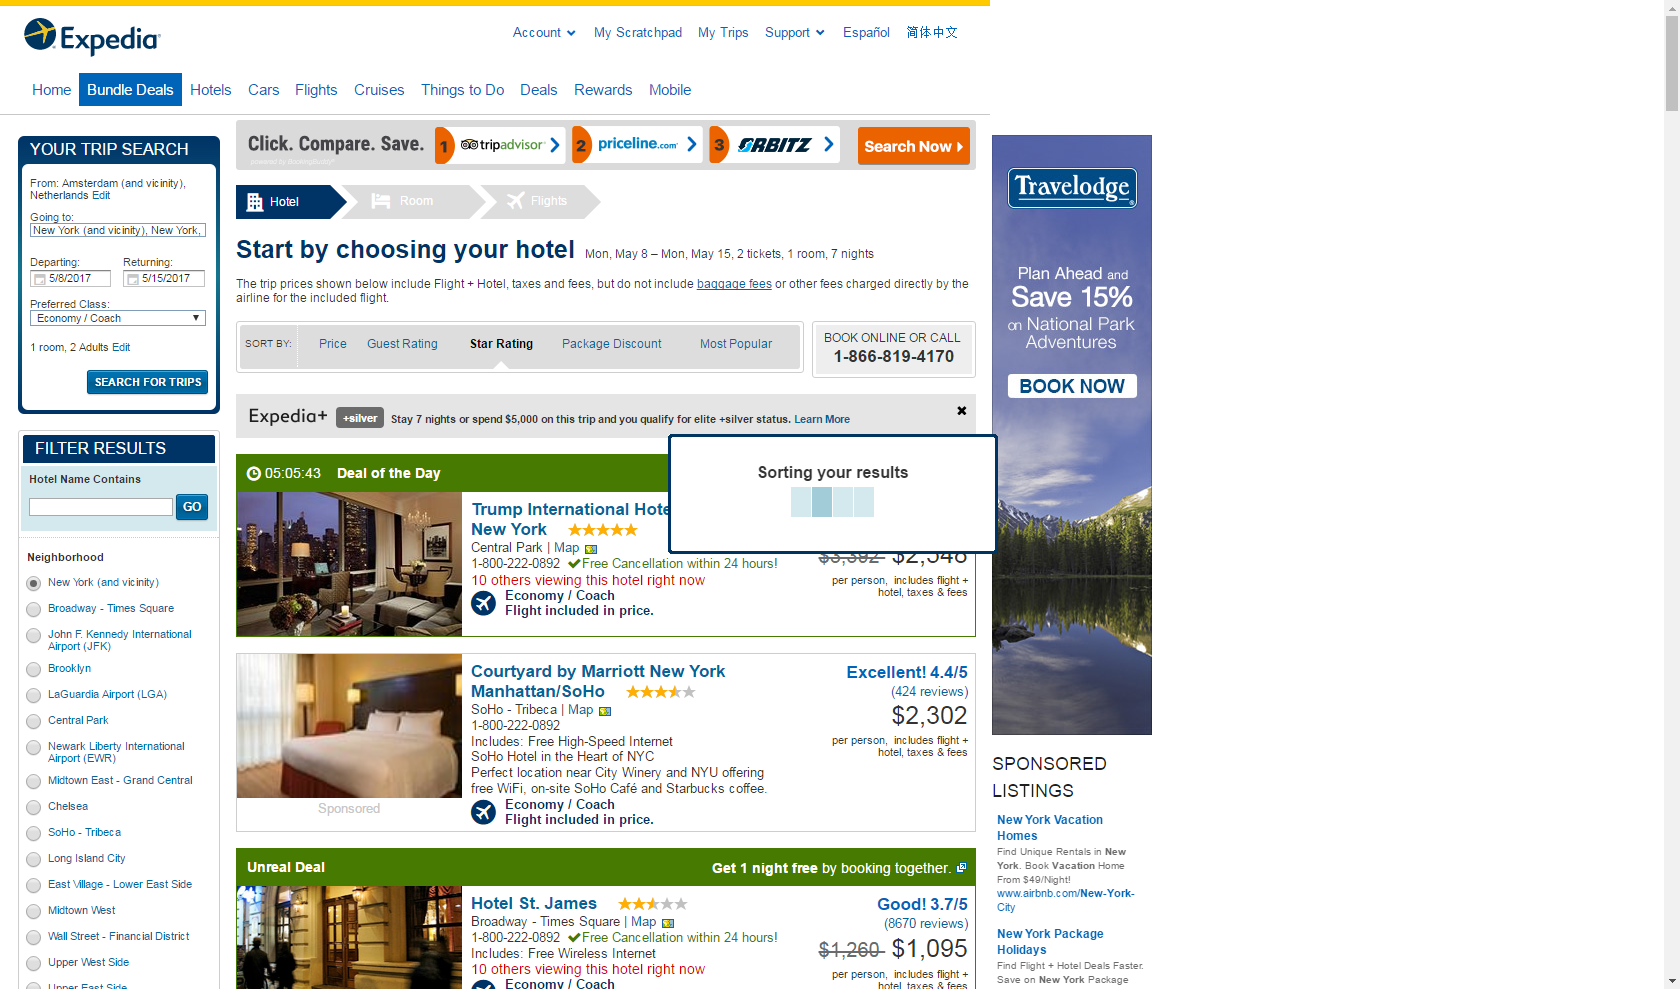 Expedia
Account
My Scratchpad
My Trips
Support
Español
简体中文
Home
Bundle Deals
Hotels
Cars
Flights
Cruises
Things to Do
Deals
Rewards
Mobile
YOUR TRIP SEARCH
From: Amsterdam (and vicinity),
Netherlands Edit
Going to:
New York (and vicinity), New York,
Departing:
Returning:
5/8/2017
5/15/2017
Preferred Class:
Economy / Coach
1 room, 2 Adults Edit
SEARCH FOR TRIPS
FILTER RESULTS
Hotel Name Contains
GO
Neighborhood
New York (and vicinity)
Broadway - Times Square
John F. Kennedy International
Airport (JFK)
Brooklyn
LaGuardia Airport (LGA)
Central Park
Newark Liberty International
Airport (EWR)
Midtown East - Grand Central
Chelsea
SoHo - Tribeca
Long Island City
East Village - Lower East Side
Midtown West
Wall Street - Financial District
Upper West Side
Upper East Side
Click. Compare. Save.
1 tripadvisor
2 priceline.com
3 ORBITZ
Search Now
Hotel
Room
Flights
Start by choosing your hotel
Mon, May 8 – Mon, May 15, 2 tickets, 1 room, 7 nights
The trip prices shown below include Flight + Hotel, taxes and fees, but do not include baggage fees or other fees charged directly by the
airline for the included flight.
SORT BY:
Price
Guest Rating
Star Rating
Package Discount
Most Popular
BOOK ONLINE OR CALL
1-866-819-4170
Expedia+
+silver
Stay 7 nights or spend $5,000 on this trip and you qualify for elite +silver status. Learn More
05:05:43
Deal of the Day
Sorting your results
Trump International Hote
New York
Central Park | Map
1-800-222-0892
Free Cancellation within 24 hours!
10 others viewing this hotel right now
Economy / Coach
Flight included in price.
$3,392 $2,548
per person, includes flight +
hotel, taxes & fees
Courtyard by Marriott New York
Manhattan/SoHo
SoHo - Tribeca | Map
1-800-222-0892
Includes: Free High-Speed Internet
SoHo Hotel in the Heart of NYC
Perfect location near City Winery and NYU offering
free WiFi, on-site SoHo Café and Starbucks coffee.
Economy / Coach
Flight included in price.
Sponsored
Excellent! 4.4/5
(424 reviews)
$2,302
per person, includes flight +
hotel, taxes & fees
Unreal Deal
Get 1 night free by booking together.
Hotel St. James
Broadway - Times Square | Map
1-800-222-0892
Free Cancellation within 24 hours!
Includes: Free Wireless Internet
10 others viewing this hotel right now
Economy / Coach
Good! 3.7/5
(8670 reviews)
$1,260 $1,095
per person, includes flight +
hotel, taxes & fees
Travelodge
Plan Ahead and
Save 15%
on National Park
Adventures
BOOK NOW
SPONSORED
LISTINGS
New York Vacation
Homes
Find Unique Rentals in New
York. Book Vacation Home
From $49/Night!
www.airbnb.com/New-York-
City
New York Package
Holidays
Find Flight + Hotel Deals Faster.
Save on New York Package